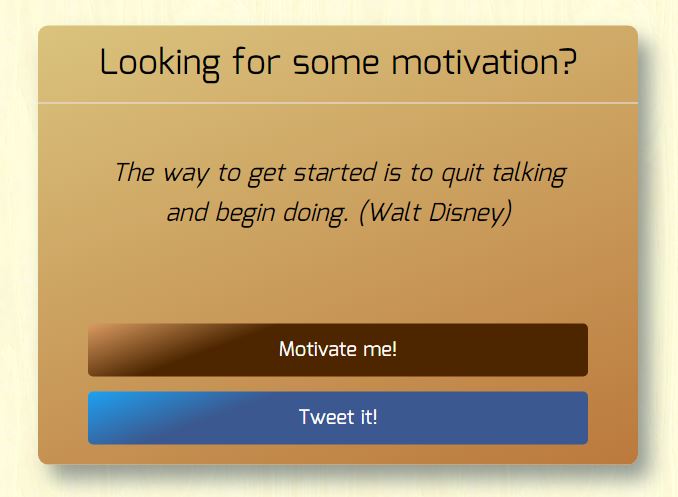 Looking for some motivation?
The way to get started is to quit talking
and begin doing. (Walt Disney)
Motivate me!
Tweet it!